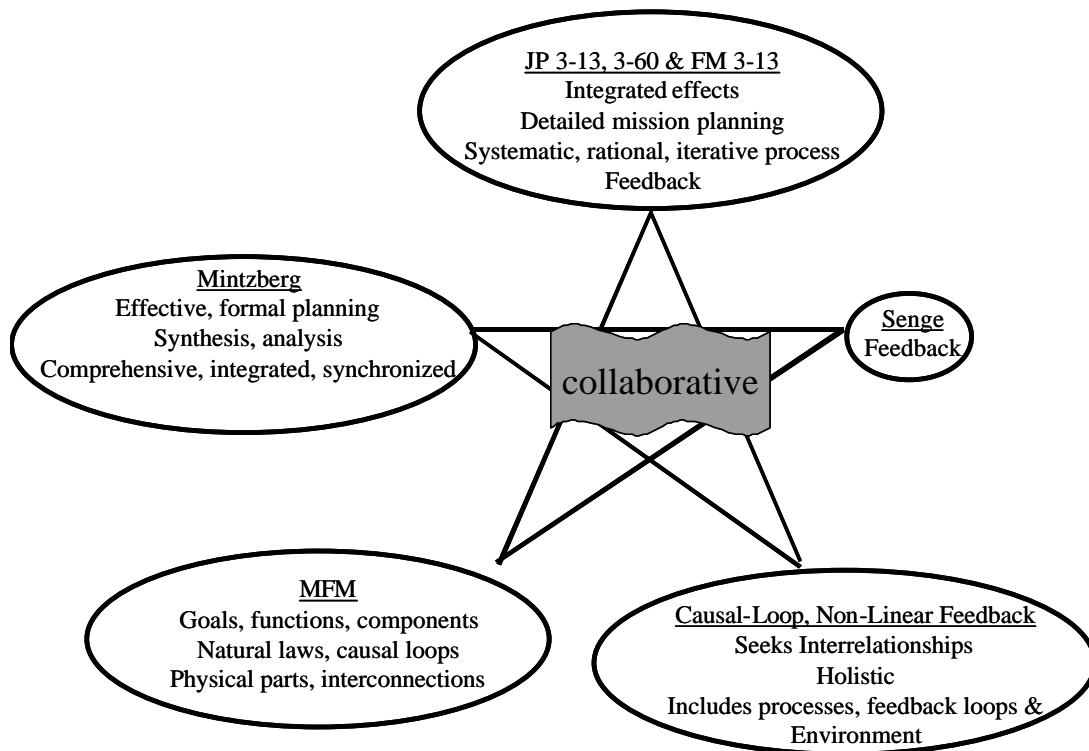 JP 3-13, 3-60 & FM 3-13
Integrated effects
Detailed mission planning
Systematic, rational, iterative process
Feedback
Mintzberg
Effective, formal planning
Synthesis, analysis
Comprehensive, integrated, synchronized
Senge
Feedback
collaborative
MFM
Goals, functions, components
Natural laws, causal loops
Physical parts, interconnections
Causal-Loop, Non-Linear Feedback
Seeks Interrelationships
Holistic
Includes processes, feedback loops &
Environment